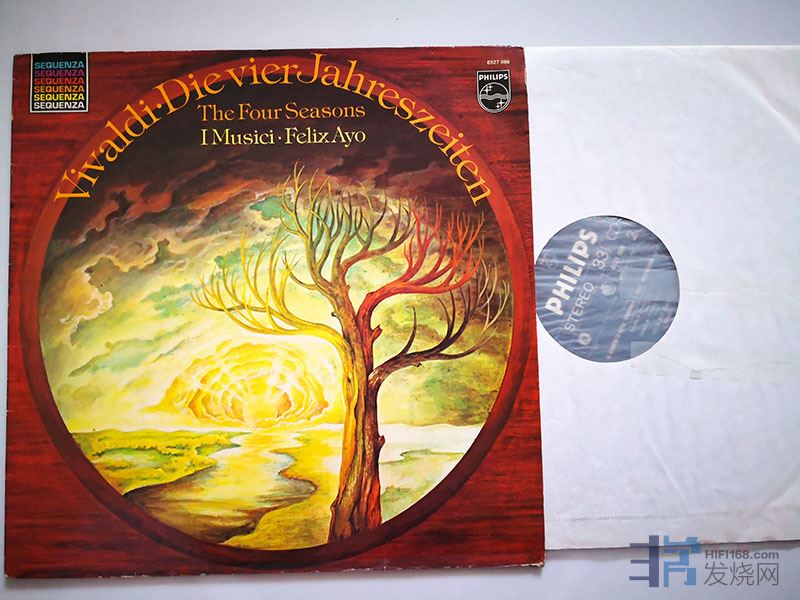 SEQUENZA
SEQUENZA
SEQUENZA
SEQUENZA
SEQUENZA
SEQUENZA
6527 088
PHILIPS
Vivaldi·Die vier Jahreszeiten
The Four Seasons
I Musici · Felix Ayo
PHILIPS
STEREO 33
HIFI168.com
发烧网